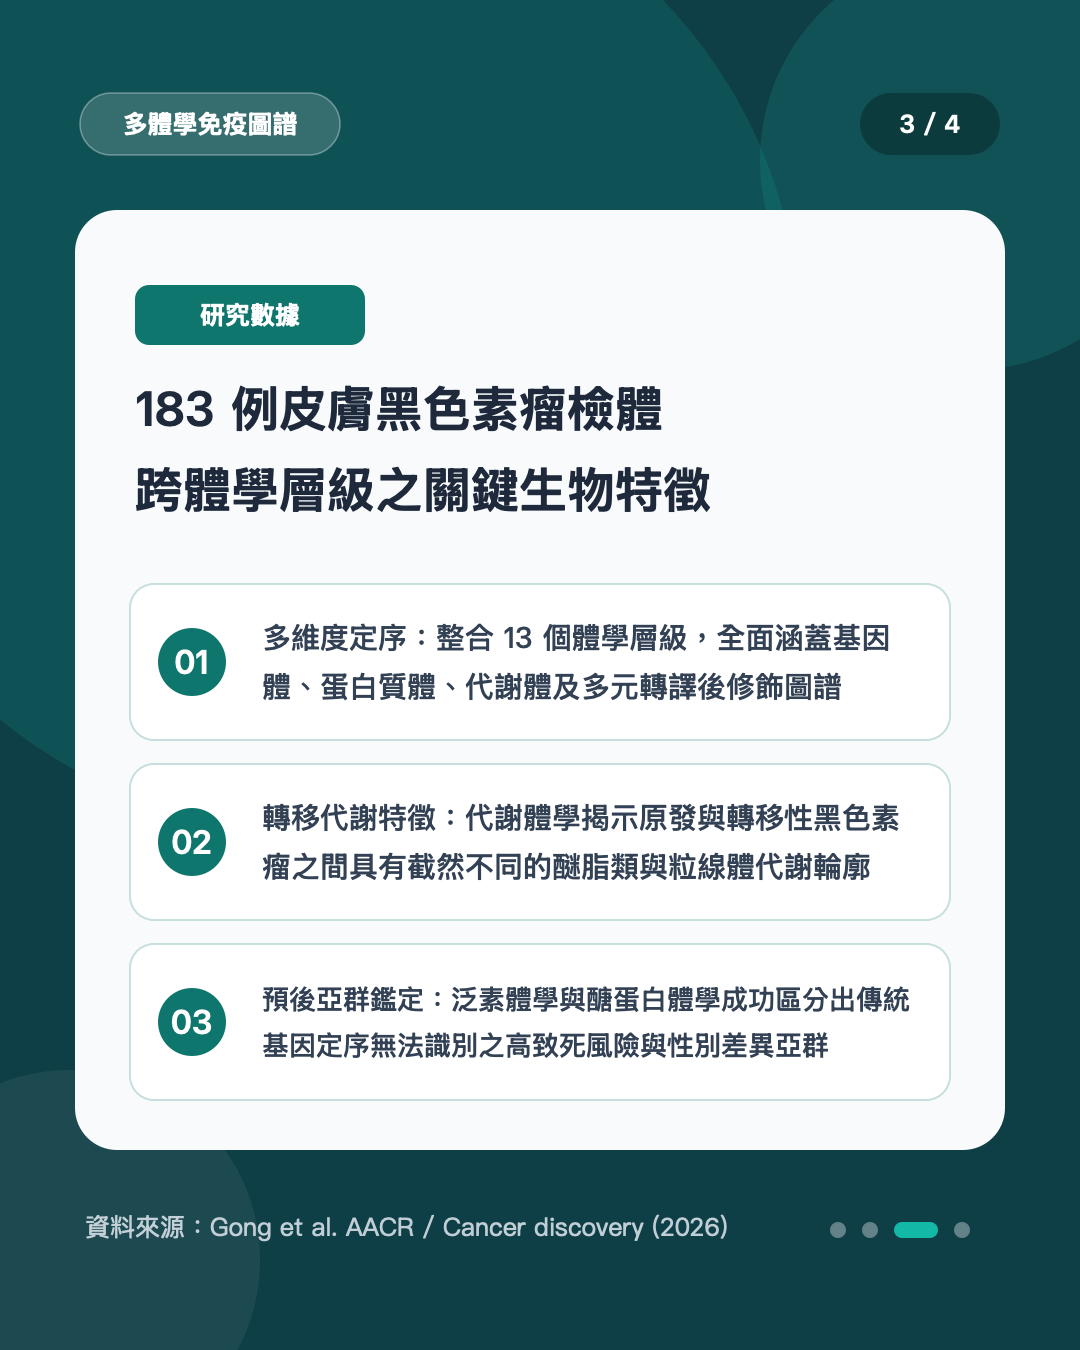 多體學免疫圖譜
3 / 4
研究數據
183 例皮膚黑色素瘤檢體
跨體學層級之關鍵生物特徵
01
多維度定序：整合 13 個體學層級，全面涵蓋基因
體、蛋白質體、代謝體及多元轉譯後修飾圖譜
02
轉移代謝特徵：代謝體學揭示原發與轉移性黑色素
瘤之間具有截然不同的醚脂類與粒線體代謝輪廓
03
預後亞群鑑定：泛素體學與醣蛋白體學成功區分出傳統
基因定序無法識別之高致死風險與性別差異亞群
資料來源：Gong et al. AACR / Cancer discovery (2026)